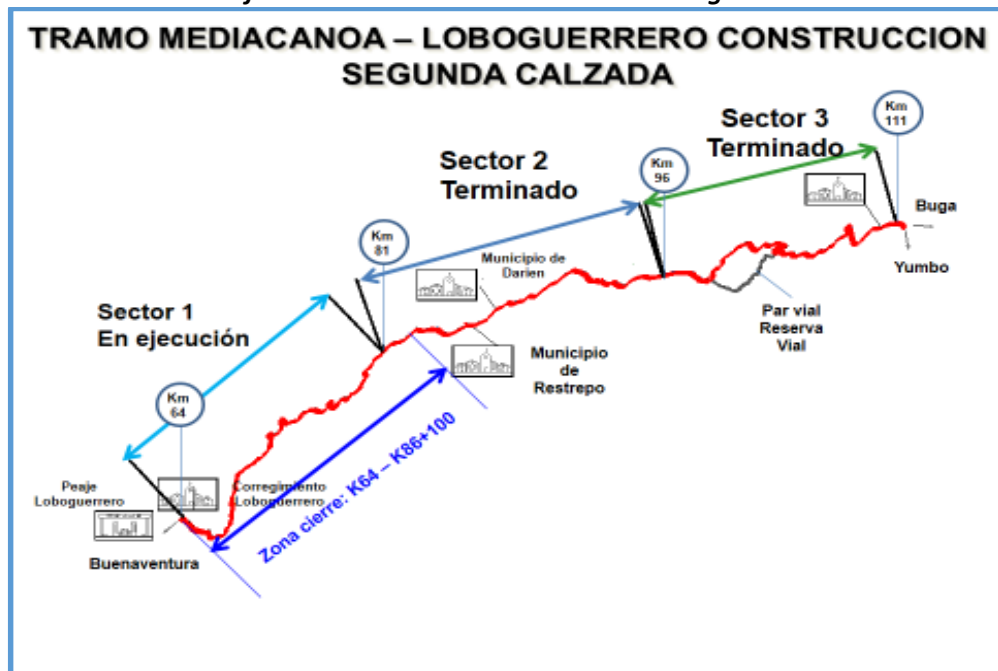 TRAMO MEDIACANOA – LOBOGUERRERO CONSTRUCCION
SEGUNDA CALZADA
Km
111
Sector 3
Terminado
Km
96
Sector 2
Terminado
Buga
Km
81
Municipio de
Darien
Yumbo
Sector 1
En ejecución
Par vial
Reserva
Vial
Municipio
de
Restrepo
Km
64
Zona cierre: K64 – K86+100
Peaje
Loboguerrero
Corregimiento
Loboguerrero
Buenaventura